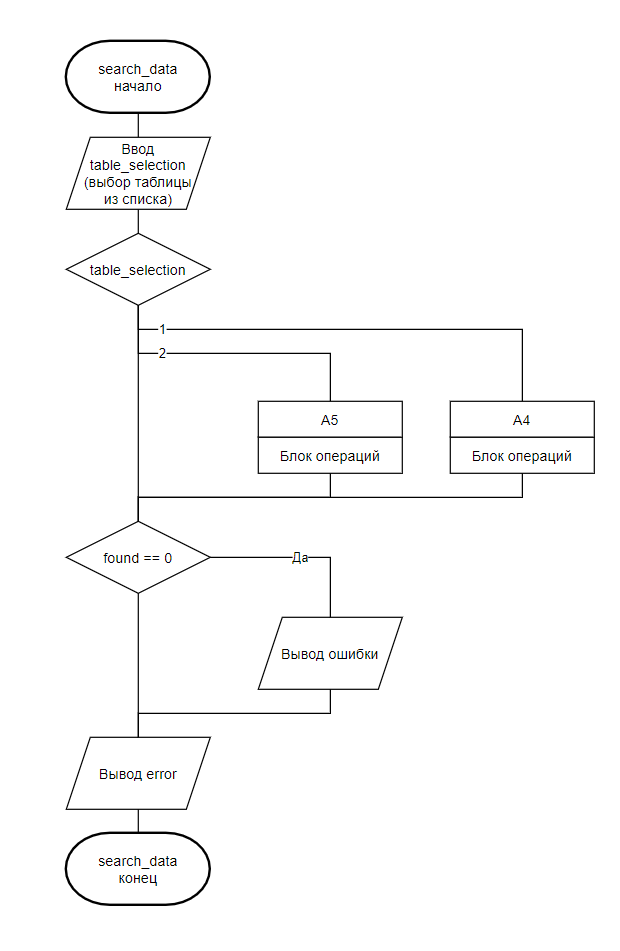 search_data
начало
Ввод
table_selection
(выбор таблицы
из списка)
table_selection
1
2
A5
A4
Блок операций
Блок операций
found == 0
Да
Вывод ошибки
Вывод error
search_data
конец